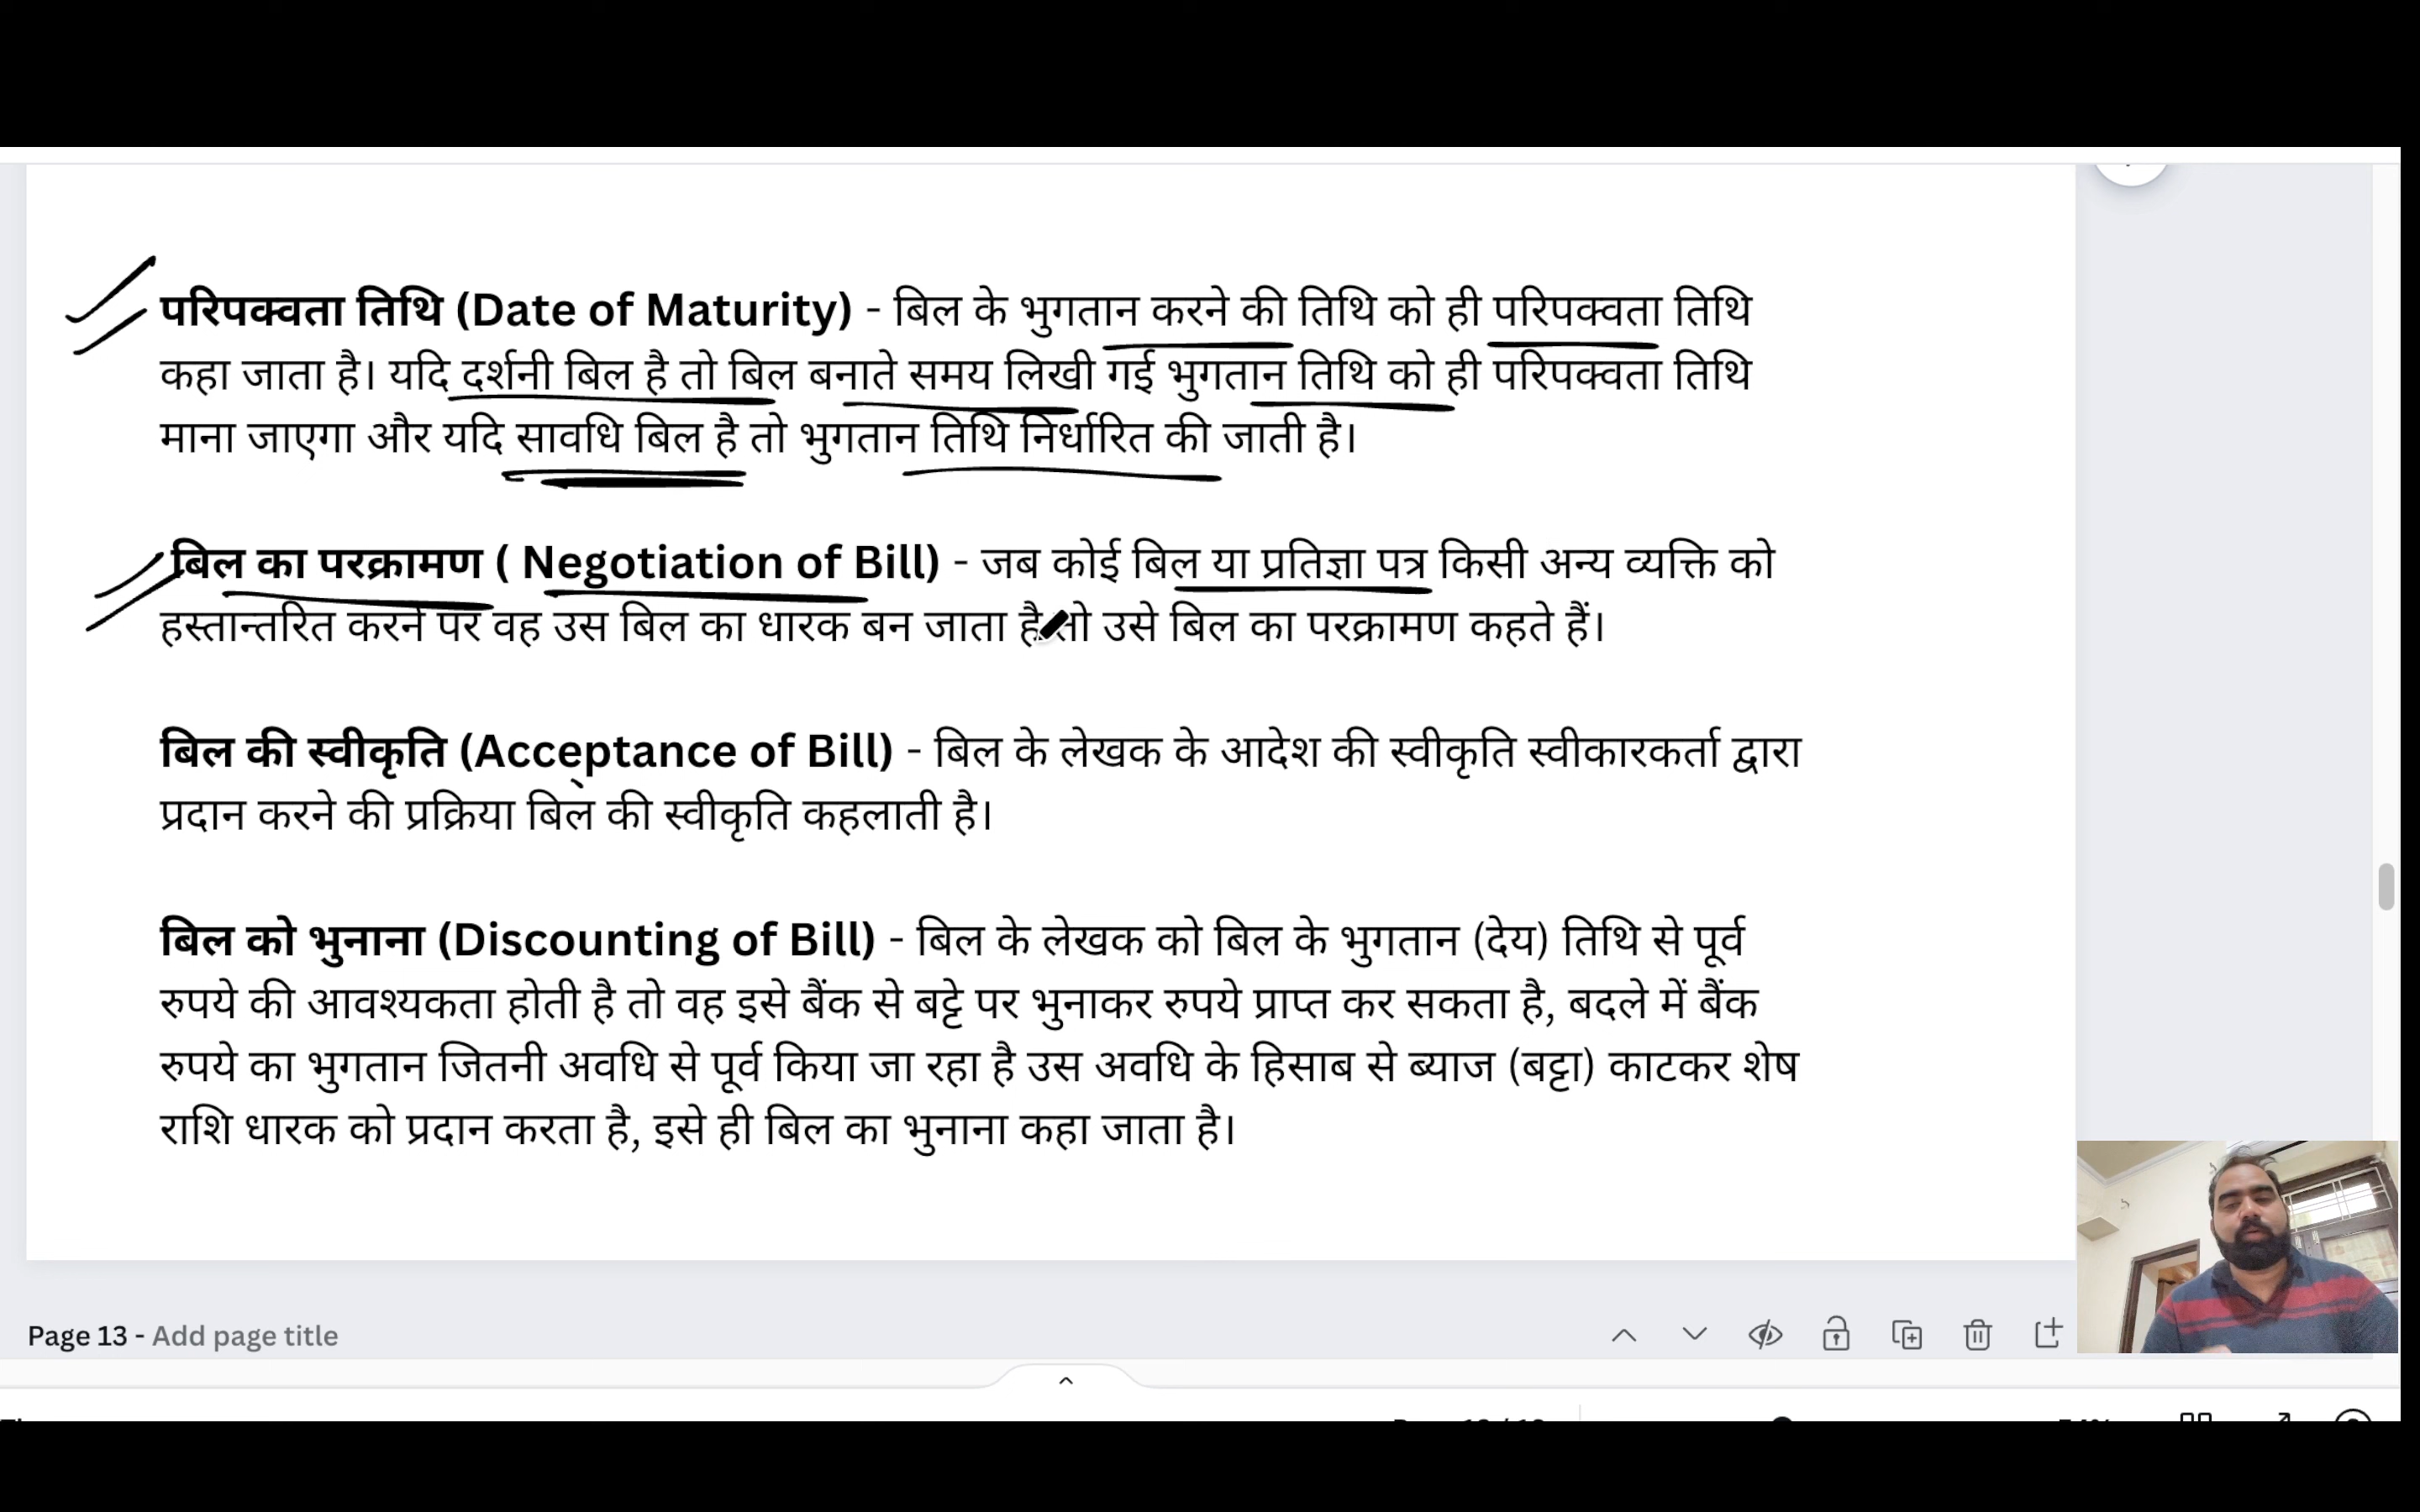 परिपक्वता तिथि (Date of Maturity) - बिल के भुगतान करने की तिथि को ही परिपक्वता तिथि
कहा जाता है। यदि दर्शनी बिल है तो बिल बनाते समय लिखी गई भुगतान तिथि को ही परिपक्वता तिथि
माना जाएगा और यदि सावधि बिल है तो भुगतान तिथि निर्धारित की जाती है।
बिल का परक्रामण ( Negotiation of Bill) - जब कोई बिल या प्रतिज्ञा पत्र किसी अन्य व्यक्ति को
हस्तान्तरित करने पर वह उस बिल का धारक बन जाता है तो उसे बिल का परक्रामण कहते हैं।
बिल की स्वीकृति (Acceptance of Bill) - बिल के लेखक के आदेश की स्वीकृति स्वीकारकर्ता द्वारा
प्रदान करने की प्रक्रिया बिल की स्वीकृति कहलाती है।
बिल को भुनाना (Discounting of Bill) - बिल के लेखक को बिल के भुगतान (देय) तिथि से पूर्व
रुपये की आवश्यकता होती है तो वह इसे बैंक से बट्टे पर भुनाकर रुपये प्राप्त कर सकता है, बदले में बैंक
रुपये का भुगतान जितनी अवधि से पूर्व किया जा रहा है उस अवधि के हिसाब से ब्याज (बट्टा) काटकर शेष
राशि धारक को प्रदान करता है, इसे ही बिल का भुनाना कहा जाता है।
Page 13 - Add page title